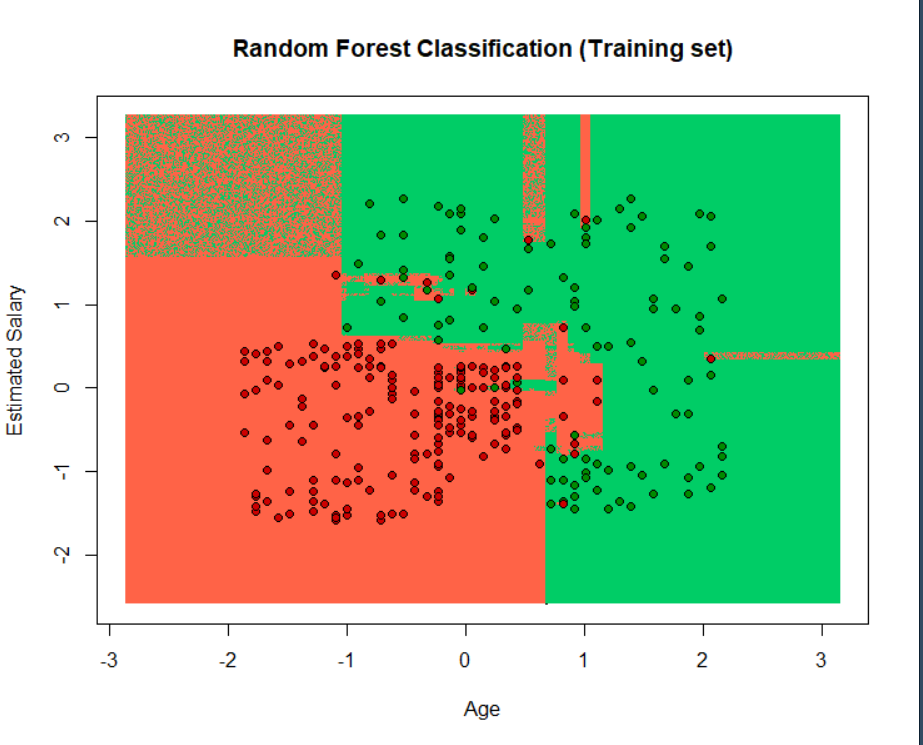 Random Forest Classification (Training set)
Estimated Salary
3
2
1
0
-1
-2
-3 -2 -1 0 1 2 3
Age